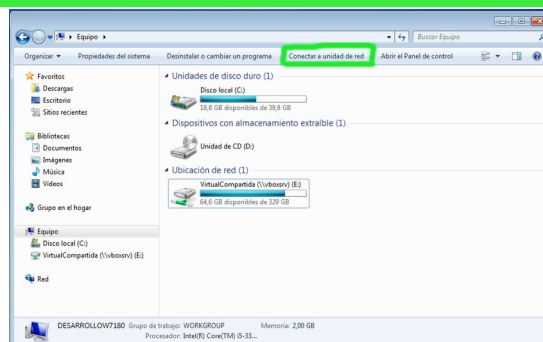 Equipo
Buscar Equipo
Organizar Propiedades del sistema Desinstalar o cambiar un programa Conectar a unidad de red Abrir el Panel de control
Favoritos
Descargas
Escritorio
Sitios recientes
Bibliotecas
Documentos
Imágenes
Música
Vídeos
Grupo en el hogar
Equipo
Disco local (C:)
VirtualCompartida (\\vboxsrv) (E:)
Red
Unidades de disco duro (1)
Disco local (C:)
18,8 GB disponibles de 39,8 GB
Dispositivos con almacenamiento extraíble (1)
Unidad de CD (D:)
Ubicación de red (1)
VirtualCompartida (\\vboxsrv) (E:)
64,6 GB disponibles de 329 GB
DESARROLLOW7180 Grupo de trabajo: WORKGROUP Memoria: 2,00 GB
Procesador: Intel(R) Core(TM) i5-33...